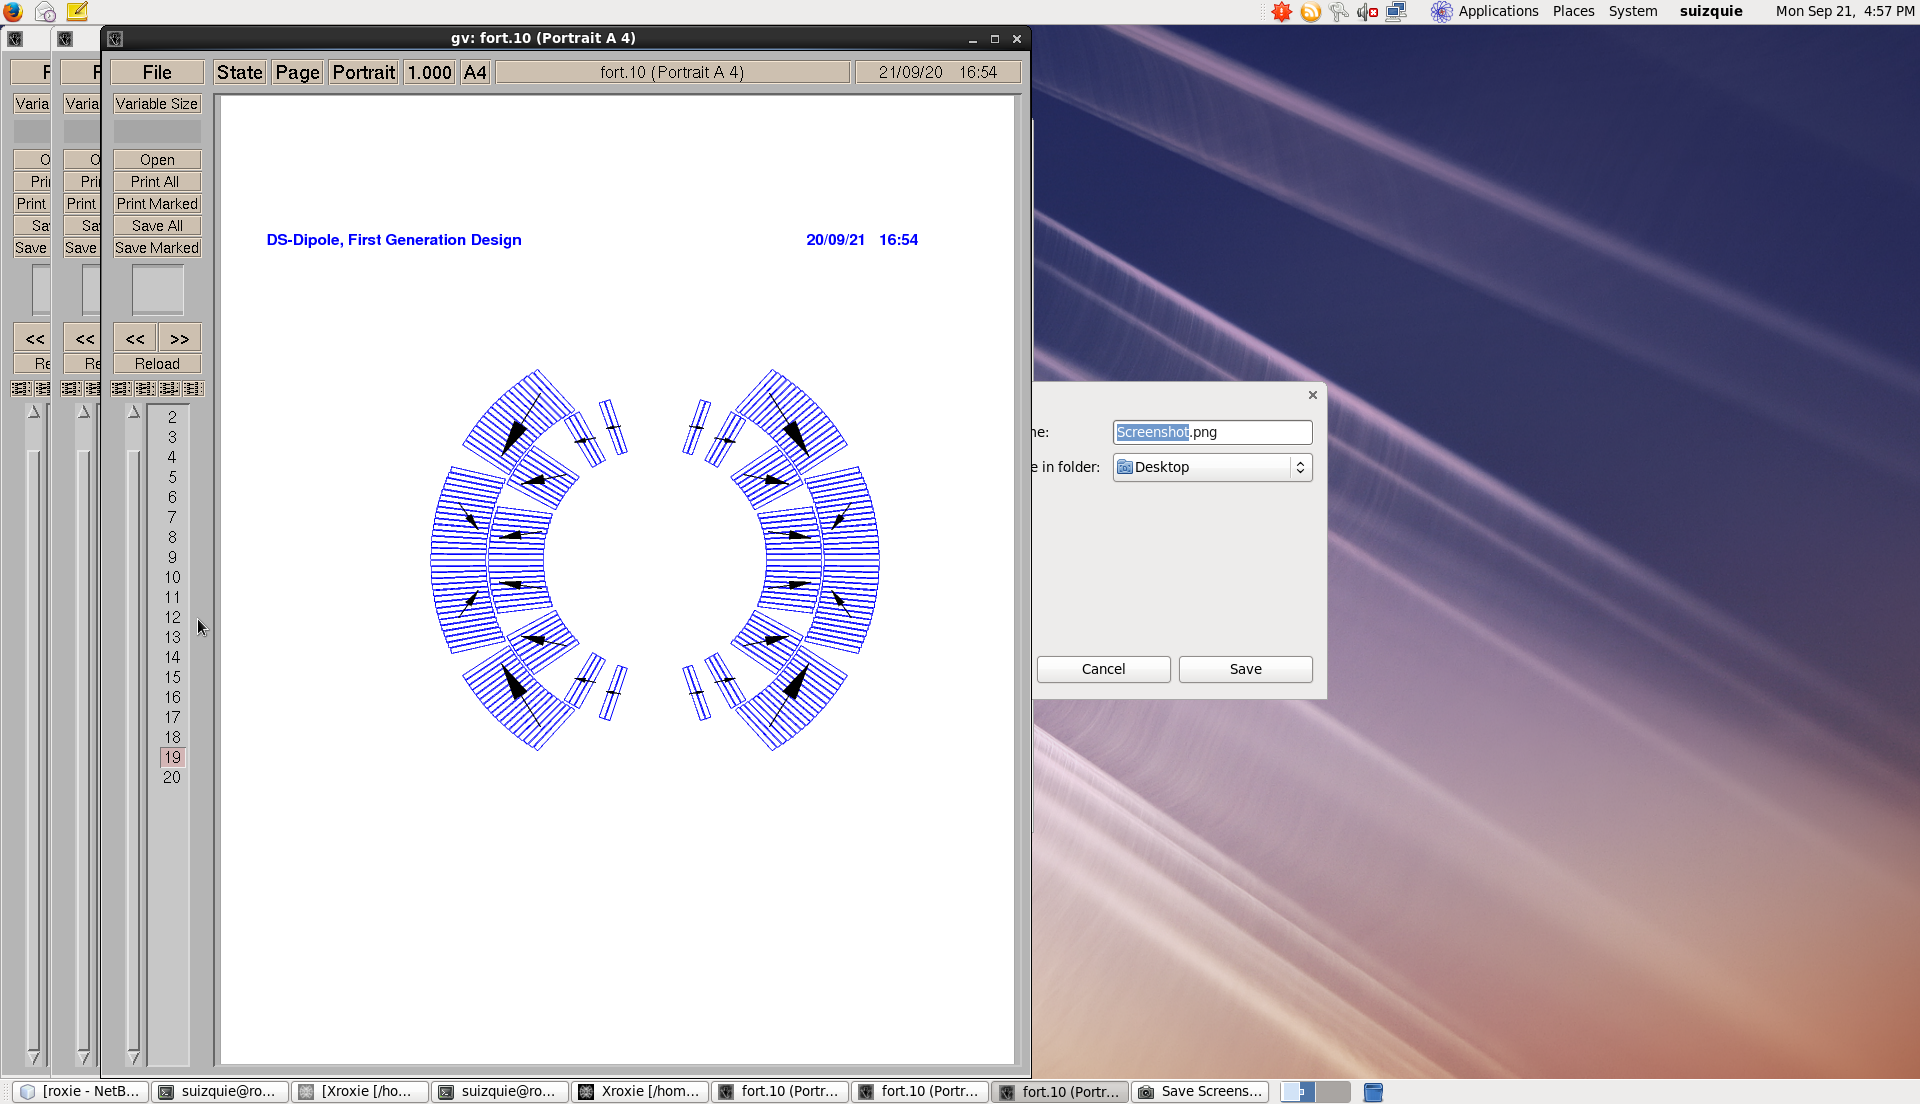 Applications Places System suizquie Mon Sep 21, 4:57 PM
gv: fort.10 (Portrait A 4)
File State Page Portrait 1.000 A4 fort.10 (Portrait A 4) 21/09/20 16:54
Variable Size
Open
Print All
Print Marked
Save All
Save Marked
<< << << >>
Reload
DS-Dipole, First Generation Design 20/09/21 16:54
2
3
4
5
6
7
8
9
10
11
12
13
14
15
16
17
18
19
20
Screenshot.png
in folder: Desktop
Cancel Save
[roxie - NetB... suizquie@ro... [Xroxie [/ho... suizquie@ro... Xroxie [/hom... fort.10 (Portr... fort.10 (Portr... fort.10 (Portr... Save Screens...